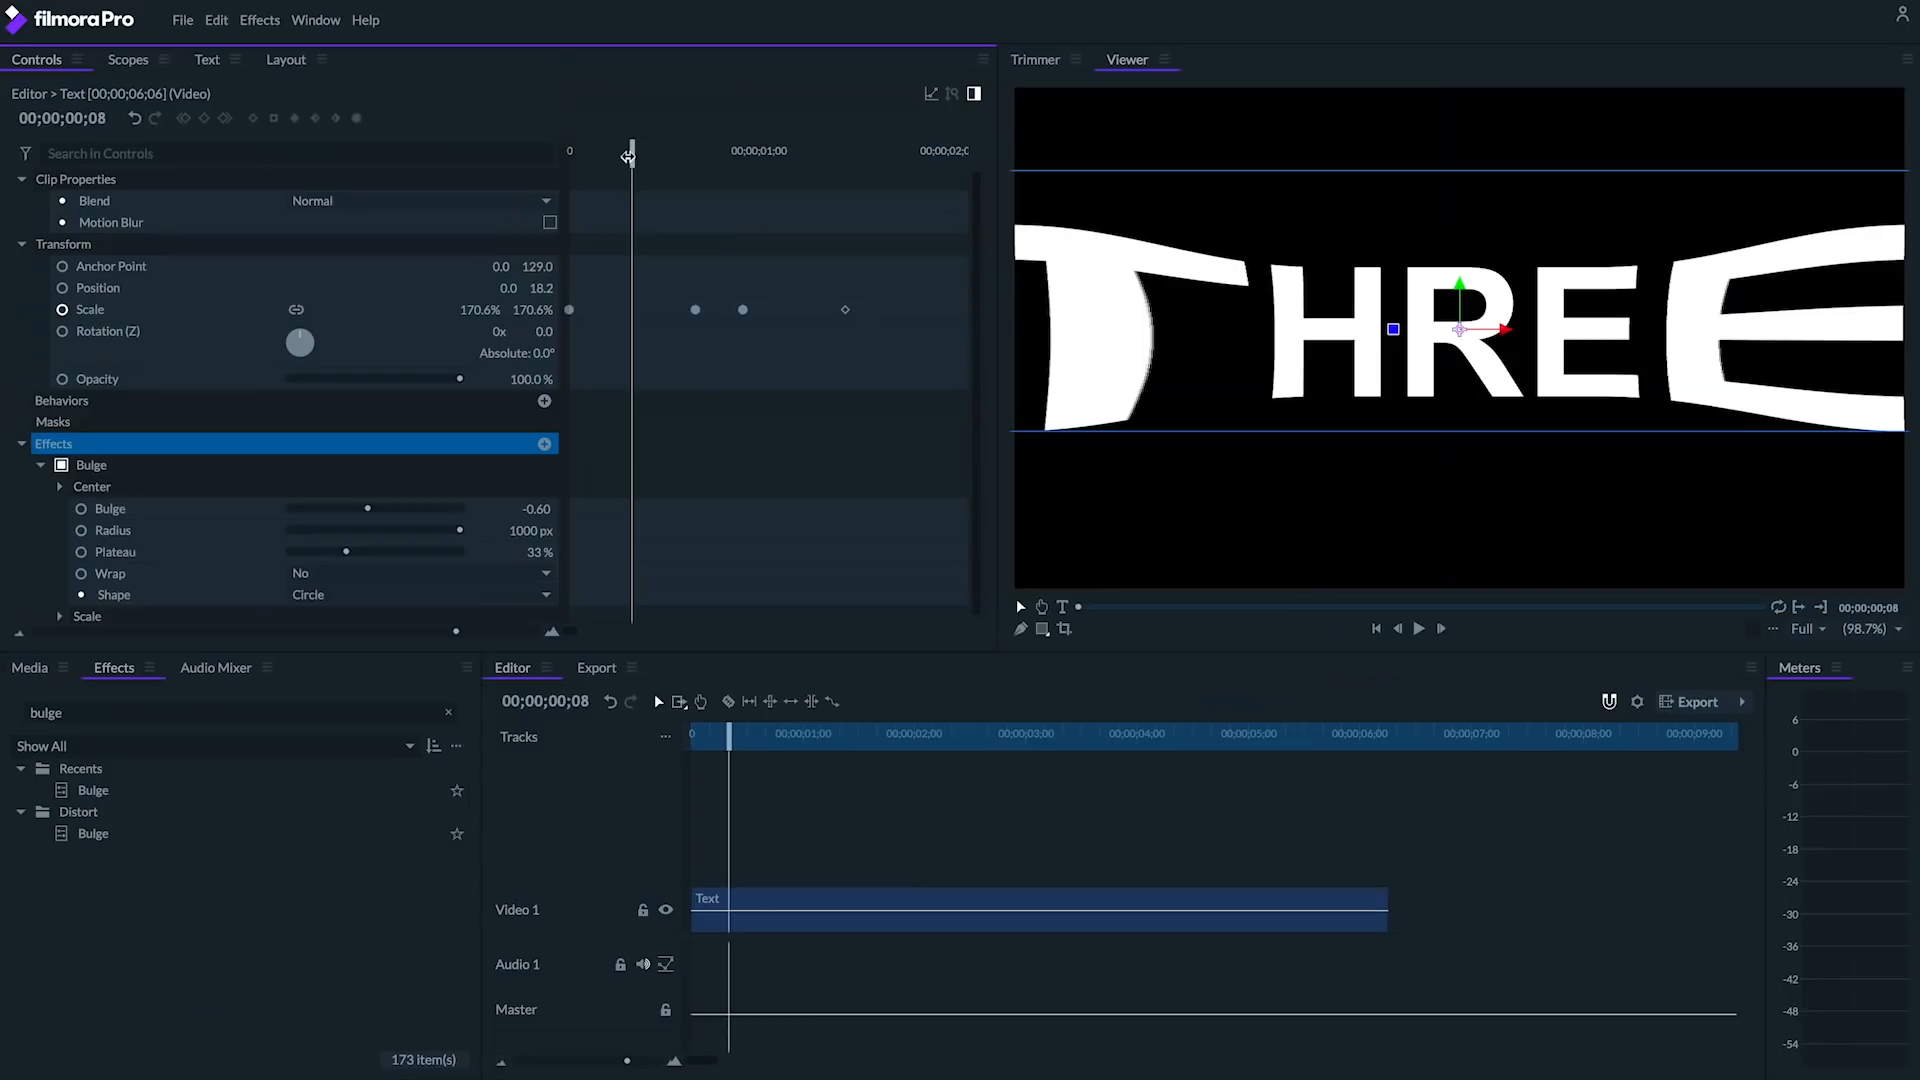 filmoraPro File Edit Effects Window Help
Controls Scopes Text Layout
Editor > Text [00;00;06;06] (Video)
00;00;00;08
Search in Controls
0 00;00;01;00 00;00;02;0
Clip Properties
Blend Normal
Motion Blur
Transform
Anchor Point 0.0 129.0
Position 0.0 18.2
Scale 170.6% 170.6%
Rotation (Z) 0x 0.0
Absolute: 0.0°
Opacity 100.0 %
Behaviors
Masks
Effects
Bulge
Center
Bulge -0.60
Radius 1000 px
Plateau 33 %
Wrap No
Shape Circle
Scale
Trimmer Viewer
THREE
T 00;00;00;08
Full (98.7%)
Media Effects Audio Mixer
bulge
Show All
Recents
Bulge
Distort
Bulge
173 item(s)
Editor Export
00;00;00;08 Export
Tracks 0 00;00;01;00 00;00;02;00 00;00;03;00 00;00;04;00 00;00;05;00 00;00;06;00 00;00;07;00 00;00;08;00 00;00;09;00
Video 1 Text
Audio 1
Master
Meters
6
0
-6
-12
-18
-24
-30
-36
-42
-48
-54